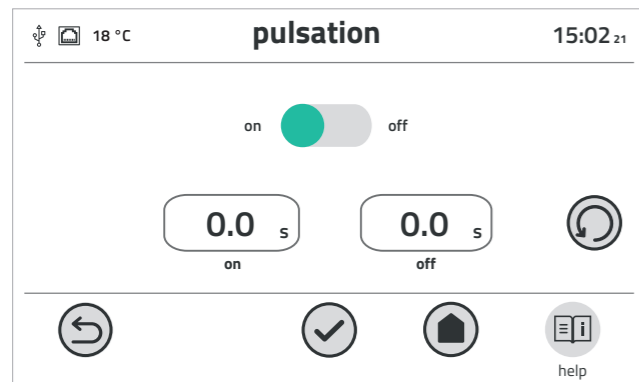 18 °C pulsation 15:02 21
on off
0.0 s 0.0 s
on off
i
help